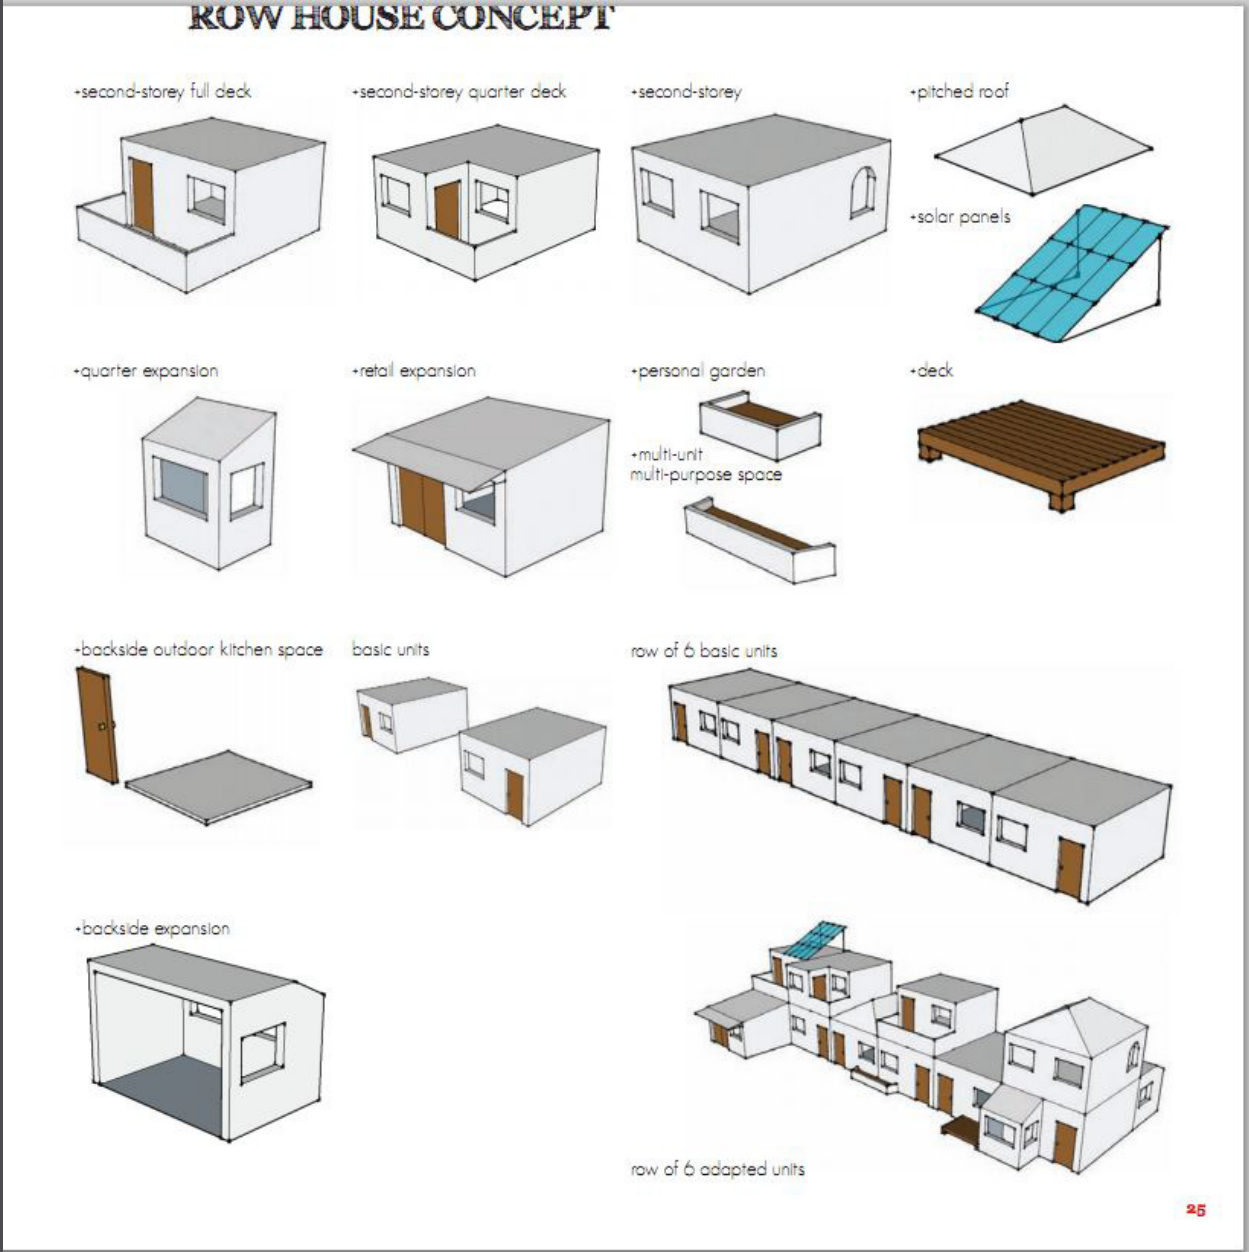 ROW HOUSE CONCEPT
+second-storey full deck
+second-storey quarter deck
+second-storey
+pitched roof
+solar panels
+quarter expansion
+retail expansion
+personal garden
+multi-unit
multi-purpose space
+deck
+backside outdoor kitchen space
basic units
row of 6 basic units
+backside expansion
row of 6 adapted units
25